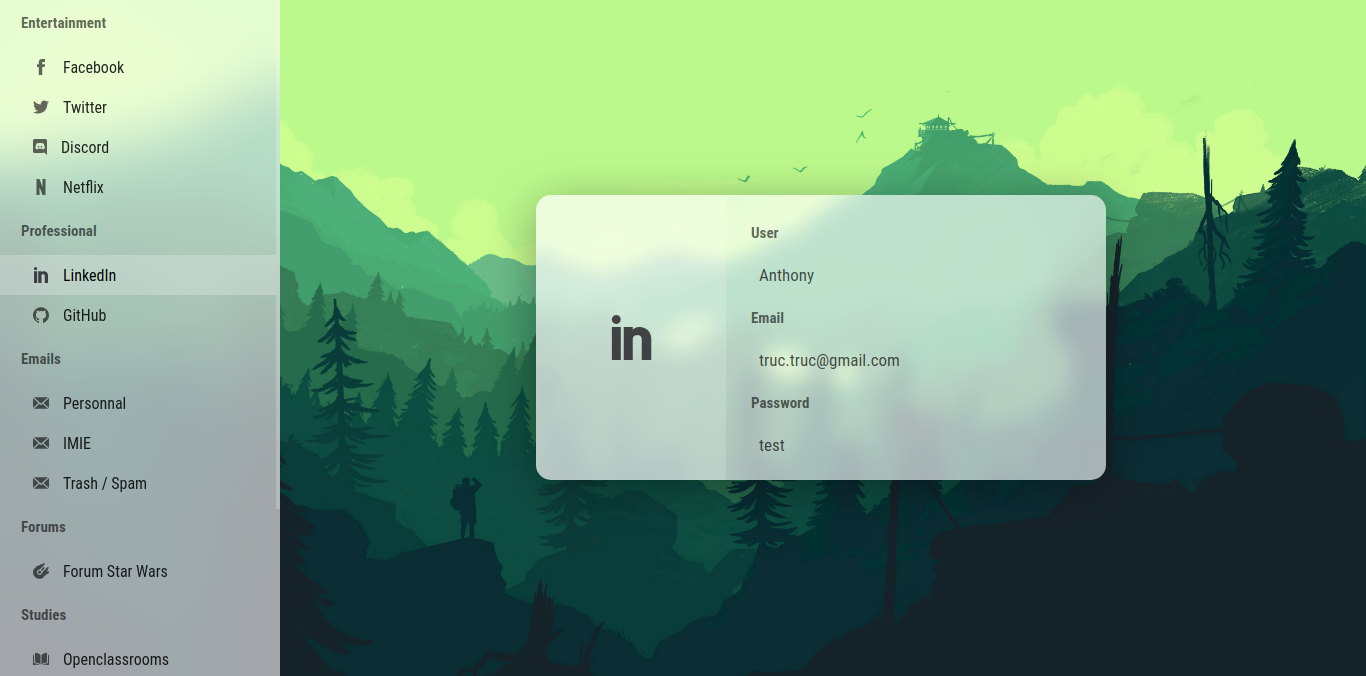 Entertainment
Facebook
Twitter
Discord
Netflix
Professional
LinkedIn
GitHub
Emails
Personnal
IMIE
Trash / Spam
Forums
Forum Star Wars
Studies
Openclassrooms
in
User
Anthony
Email
truc.truc@gmail.com
Password
test